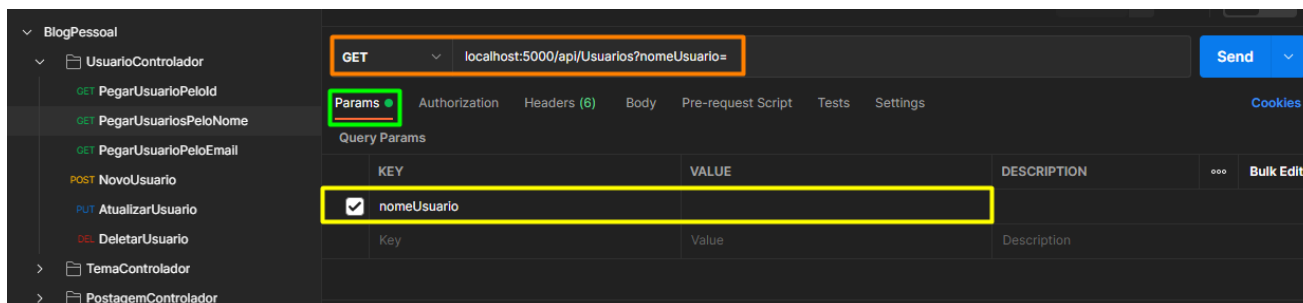 BlogPessoal
UsuarioControlador
GET PegarUsuarioPeloId
GET PegarUsuariosPeloNome
GET PegarUsuarioPeloEmail
POST NovoUsuario
PUT AtualizarUsuario
DEL DeletarUsuario
TemaControlador
PostagemControlador
GET localhost:5000/api/Usuarios?nomeUsuario= Send
Params Authorization Headers (6) Body Pre-request Script Tests Settings Cookies
Query Params
KEY VALUE DESCRIPTION ooo Bulk Edit
nomeUsuario
Key Value Description